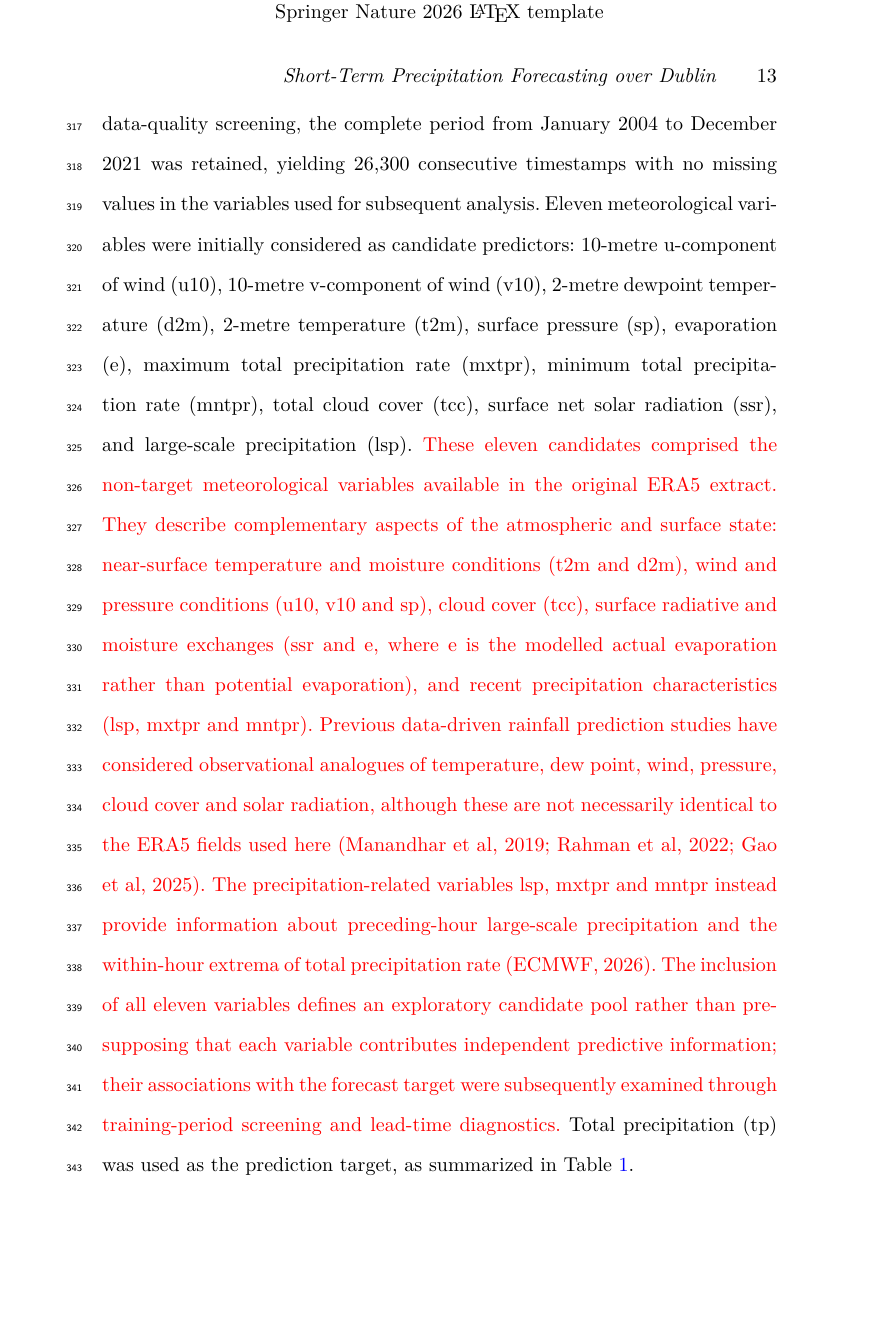 Springer Nature 2026 LATEX template
Short-Term Precipitation Forecasting over Dublin 13
317 data-quality screening, the complete period from January 2004 to December
318 2021 was retained, yielding 26,300 consecutive timestamps with no missing
319 values in the variables used for subsequent analysis. Eleven meteorological vari-
320 ables were initially considered as candidate predictors: 10-metre u-component
321 of wind (u10), 10-metre v-component of wind (v10), 2-metre dewpoint temper-
322 ature (d2m), 2-metre temperature (t2m), surface pressure (sp), evaporation
323 (e), maximum total precipitation rate (mxtpr), minimum total precipita-
324 tion rate (mntpr), total cloud cover (tcc), surface net solar radiation (ssr),
325 and large-scale precipitation (lsp). These eleven candidates comprised the
326 non-target meteorological variables available in the original ERA5 extract.
327 They describe complementary aspects of the atmospheric and surface state:
328 near-surface temperature and moisture conditions (t2m and d2m), wind and
329 pressure conditions (u10, v10 and sp), cloud cover (tcc), surface radiative and
330 moisture exchanges (ssr and e, where e is the modelled actual evaporation
331 rather than potential evaporation), and recent precipitation characteristics
332 (lsp, mxtpr and mntpr). Previous data-driven rainfall prediction studies have
333 considered observational analogues of temperature, dew point, wind, pressure,
334 cloud cover and solar radiation, although these are not necessarily identical to
335 the ERA5 fields used here (Manandhar et al, 2019; Rahman et al, 2022; Gao
336 et al, 2025). The precipitation-related variables lsp, mxtpr and mntpr instead
337 provide information about preceding-hour large-scale precipitation and the
338 within-hour extrema of total precipitation rate (ECMWF, 2026). The inclusion
339 of all eleven variables defines an exploratory candidate pool rather than pre-
340 supposing that each variable contributes independent predictive information;
341 their associations with the forecast target were subsequently examined through
342 training-period screening and lead-time diagnostics. Total precipitation (tp)
343 was used as the prediction target, as summarized in Table 1.